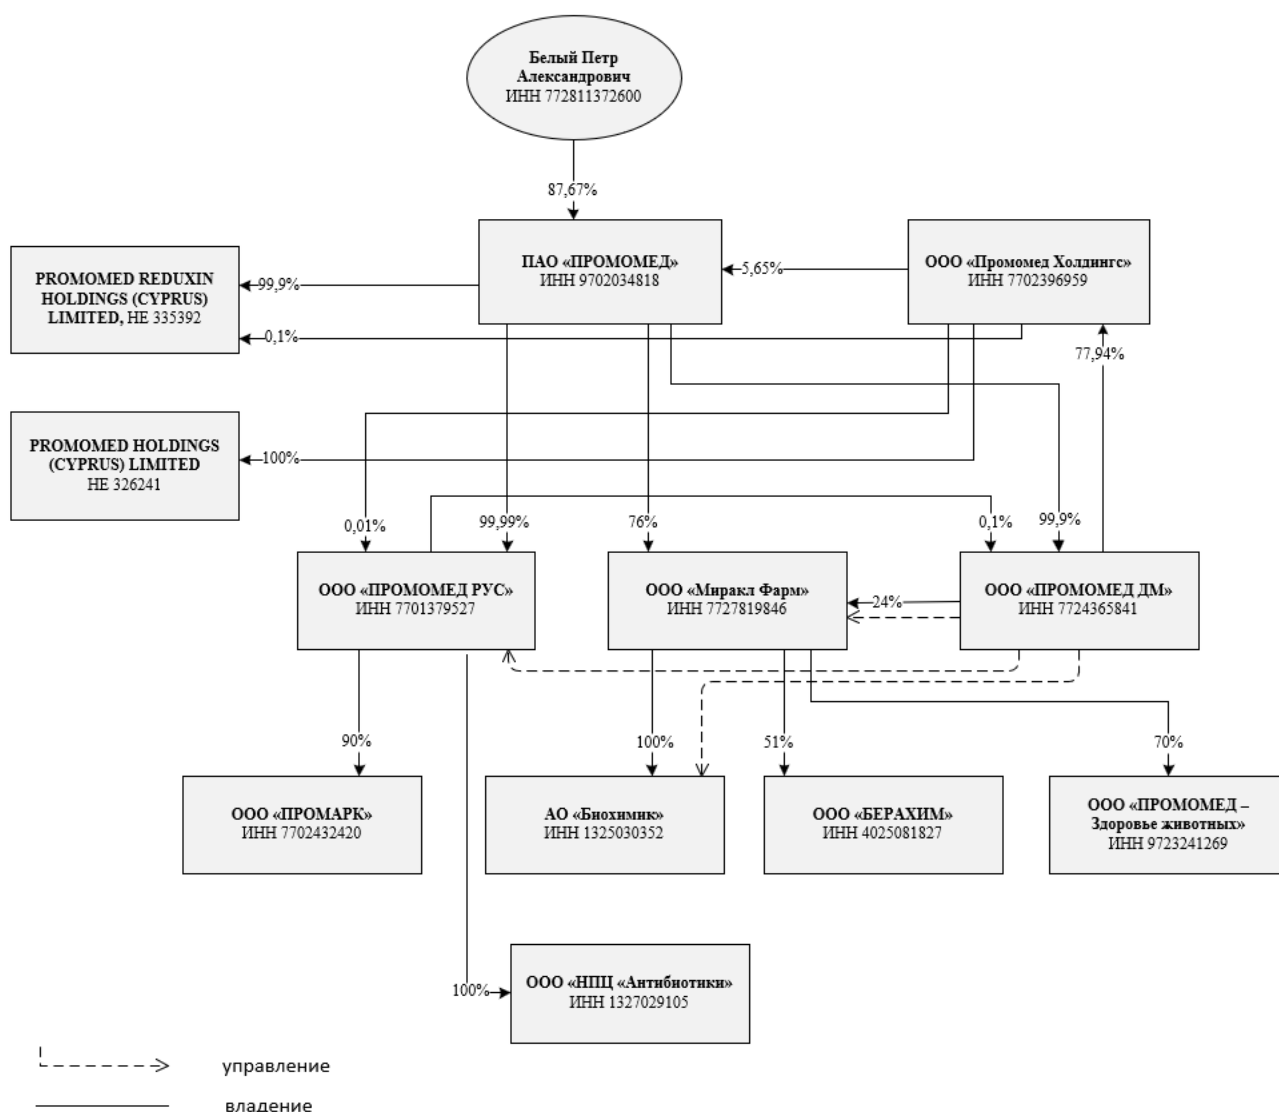 Белый Петр
Александрович
ИНН 772811372600
87,67%
ПАО «ПРОМОМЕД»
ИНН 9702034818
5,65%
ООО «Промомед Холдингс»
ИНН 7702396959
PROMOMED REDUXIN
HOLDINGS (CYPRUS)
LIMITED, HE 335392
99,9%
0,1%
77,94%
PROMOMED HOLDINGS
(CYPRUS) LIMITED
HE 326241
100%
0,01%
99,99%
76%
0,1%
99,9%
ООО «ПРОМОМЕД РУС»
ИНН 7701379527
ООО «Миракл Фарм»
ИНН 7727819846
24%
ООО «ПРОМОМЕД ДМ»
ИНН 7724365841
90%
100%
51%
70%
ООО «ПРОМАРК»
ИНН 7702432420
АО «Биохимик»
ИНН 1325030352
ООО «БЕРАХИМ»
ИНН 4025081827
ООО «ПРОМОМЕД –
Здоровье животных»
ИНН 9723241269
100%
ООО «НПЦ «Антибиотики»
ИНН 1327029105
управление
владение